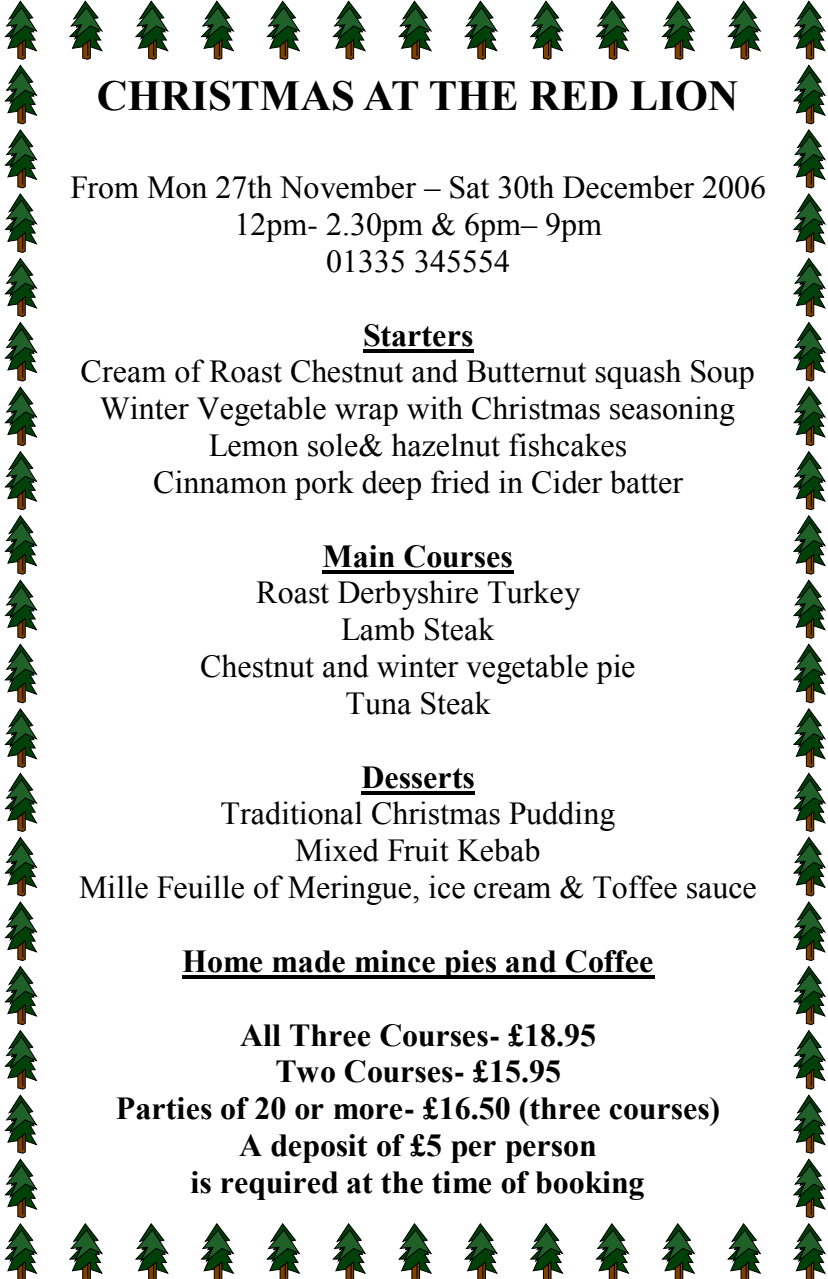 CHRISTMAS AT THE RED LION
From Mon 27th November – Sat 30th December 2006
12pm- 2.30pm & 6pm– 9pm
01335 345554
Starters
Cream of Roast Chestnut and Butternut squash Soup
Winter Vegetable wrap with Christmas seasoning
Lemon sole& hazelnut fishcakes
Cinnamon pork deep fried in Cider batter
Main Courses
Roast Derbyshire Turkey
Lamb Steak
Chestnut and winter vegetable pie
Tuna Steak
Desserts
Traditional Christmas Pudding
Mixed Fruit Kebab
Mille Feuille of Meringue, ice cream & Toffee sauce
Home made mince pies and Coffee
All Three Courses- £18.95
Two Courses- £15.95
Parties of 20 or more- £16.50 (three courses)
A deposit of £5 per person
is required at the time of booking